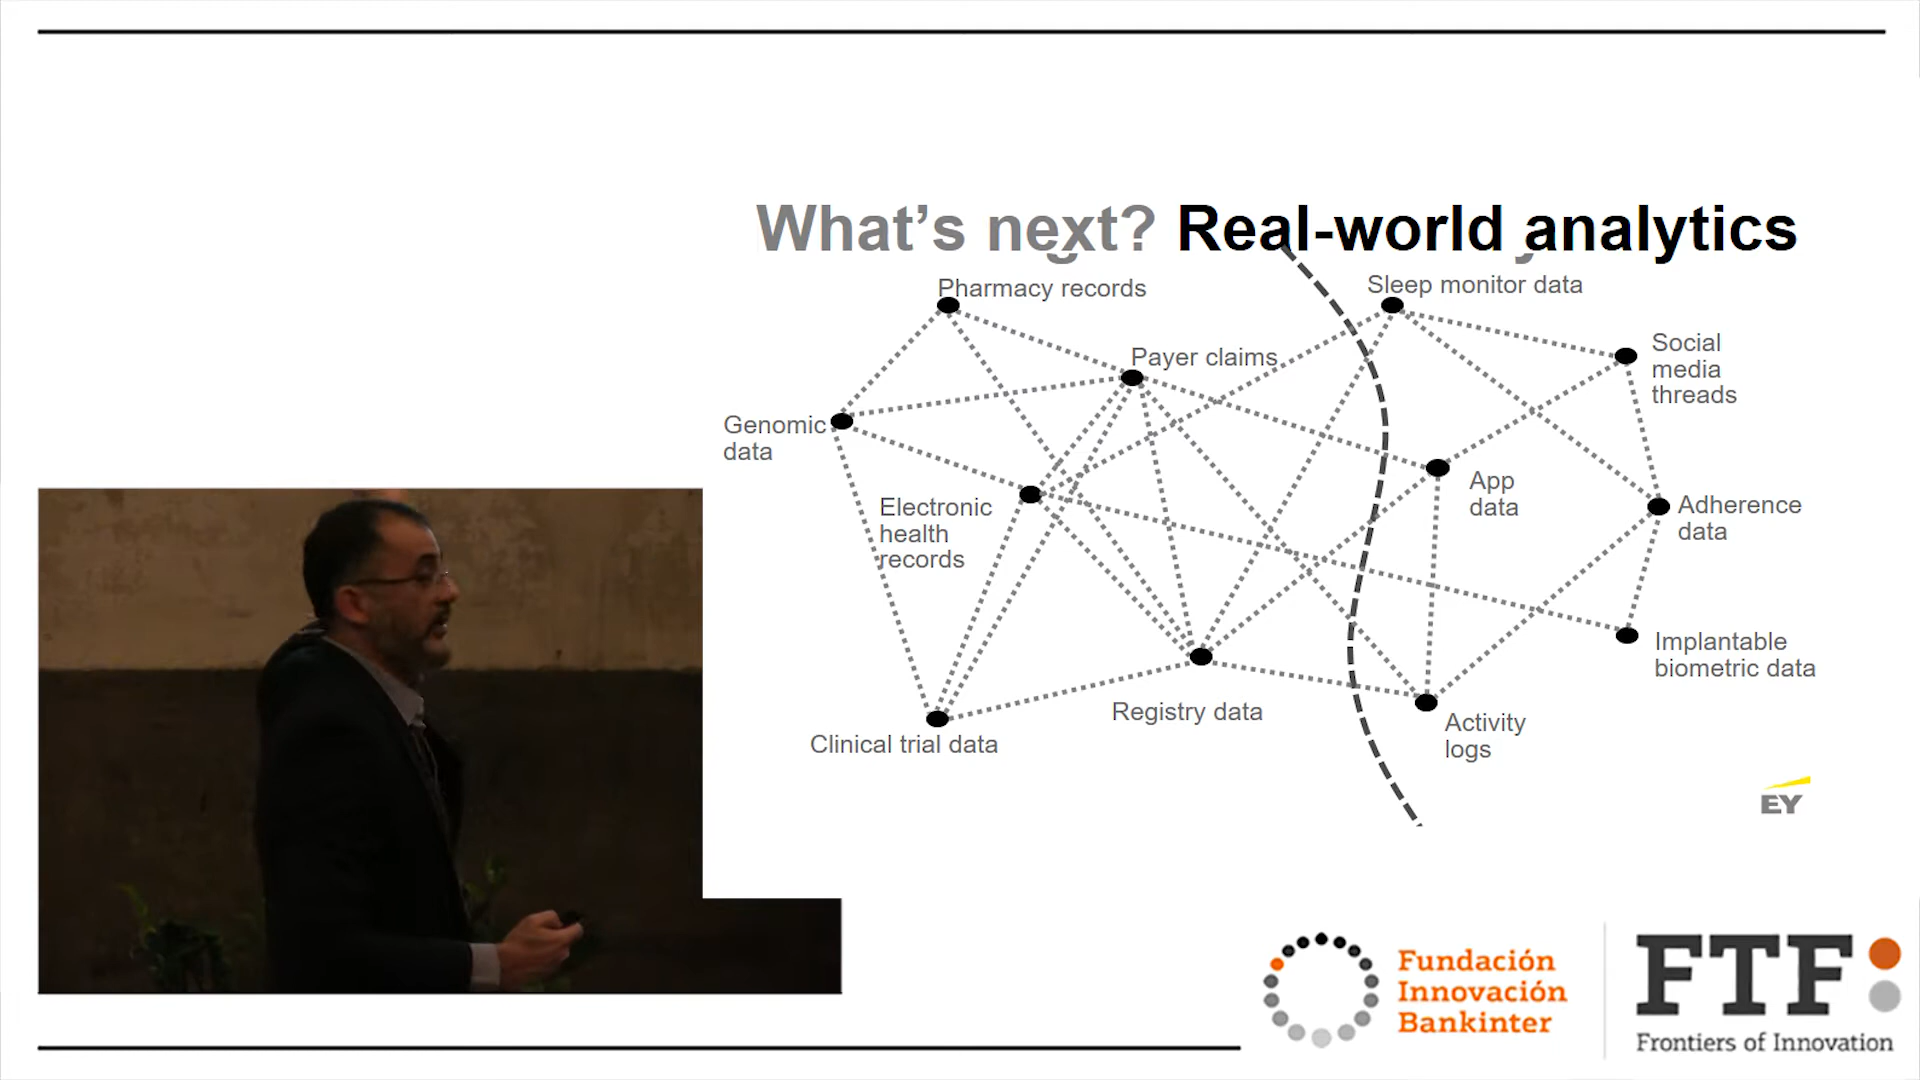 What's next? Real-world analytics
Pharmacy records
Sleep monitor data
Social
media
threads
Payer claims
Genomic
data
App
data
Electronic
health
records
Adherence
data
Implantable
biometric data
Registry data
Clinical trial data
Activity
logs
EY
Fundación
Innovación
Bankinter
FTF:
Frontiers of Innovation